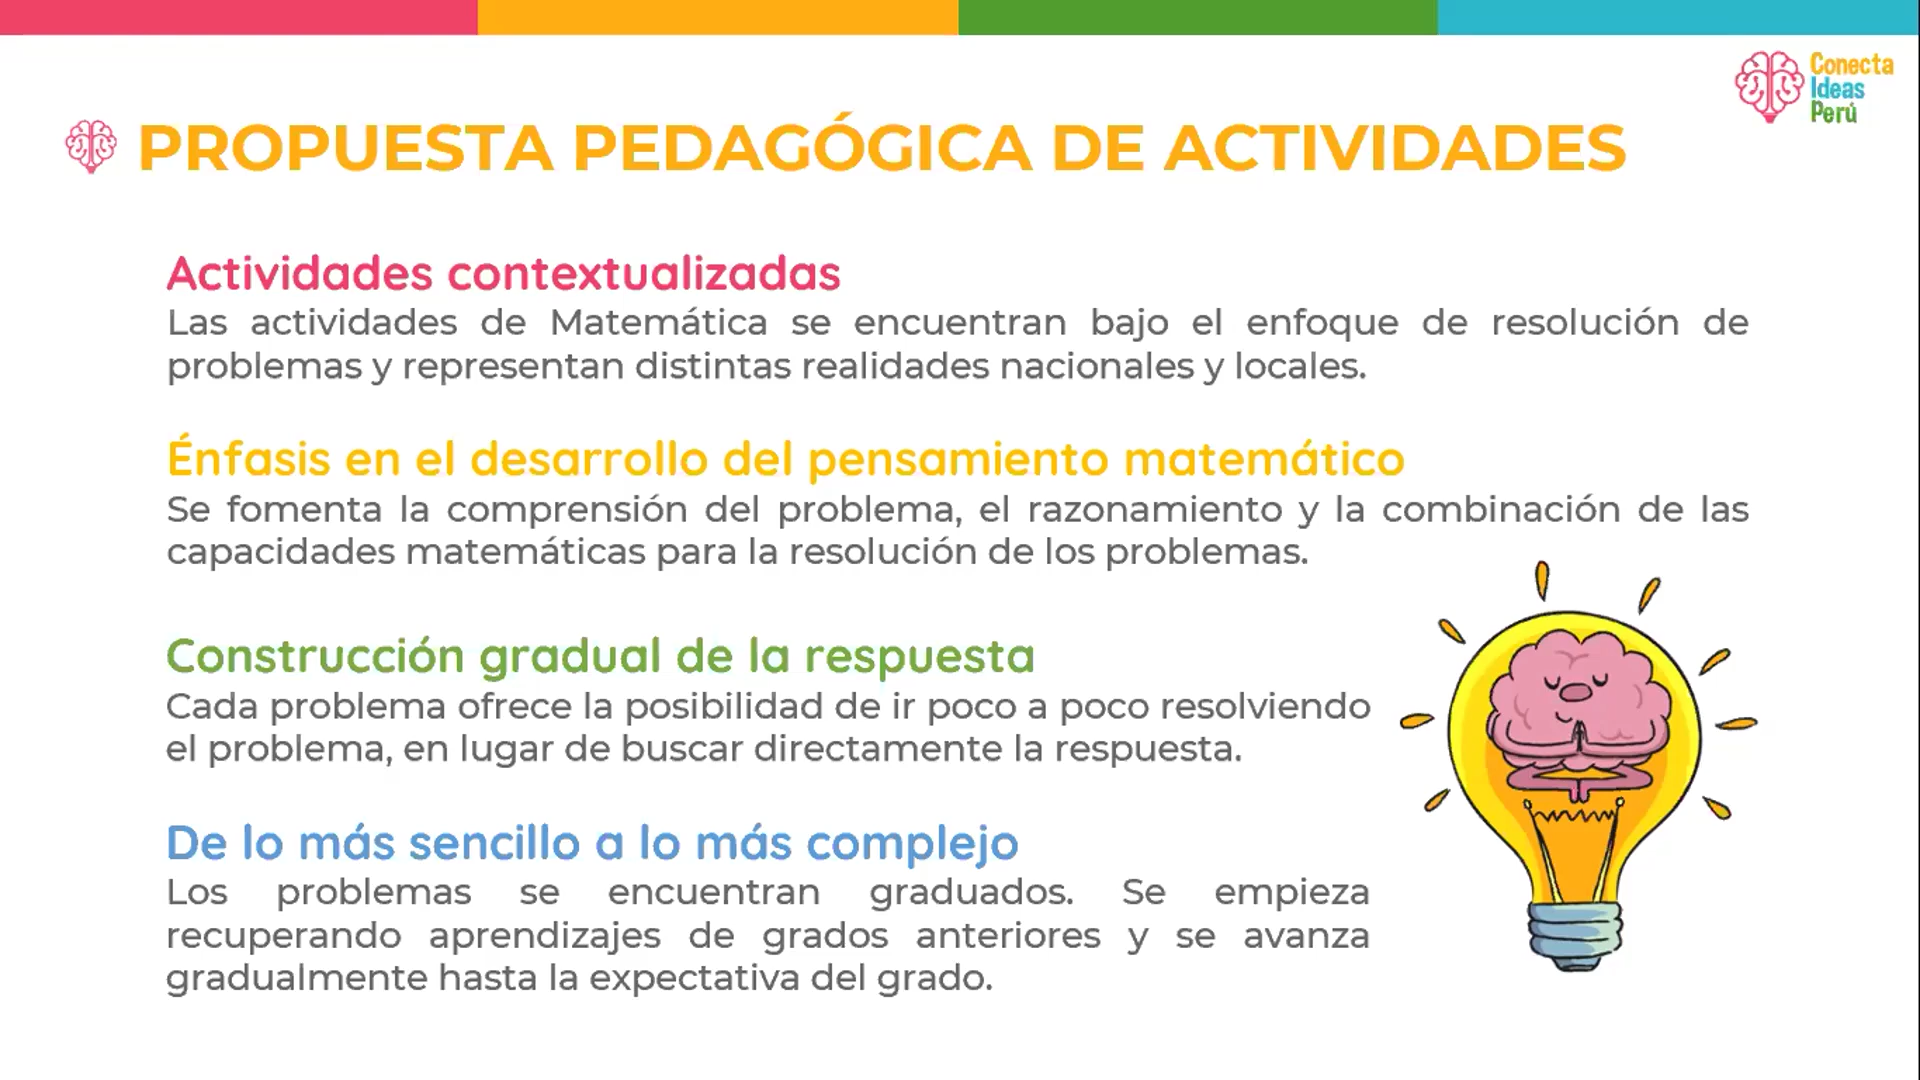 Conecta
Ideas
Perú
PROPUESTA PEDAGÓGICA DE ACTIVIDADES
Actividades contextualizadas
Las actividades de Matemática se encuentran bajo el enfoque de resolución de
problemas y representan distintas realidades nacionales y locales.
Énfasis en el desarrollo del pensamiento matemático
Se fomenta la comprensión del problema, el razonamiento y la combinación de las
capacidades matemáticas para la resolución de los problemas.
Construcción gradual de la respuesta
Cada problema ofrece la posibilidad de ir poco a poco resolviendo
el problema, en lugar de buscar directamente la respuesta.
De lo más sencillo a lo más complejo
Los problemas se encuentran graduados. Se empieza
recuperando aprendizajes de grados anteriores y se avanza
gradualmente hasta la expectativa del grado.